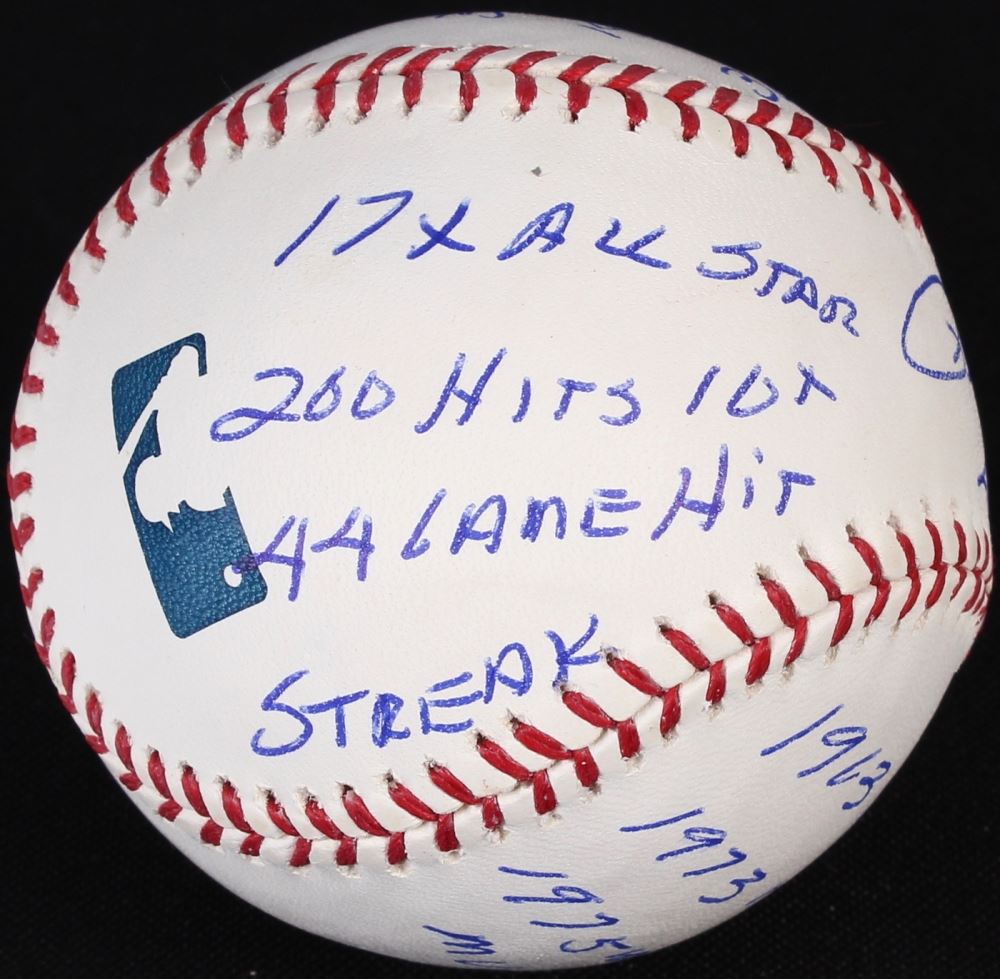 17X ALL STAR
200 HITS 10X
44 GAME HIT
STREAK
1963
1973
1975